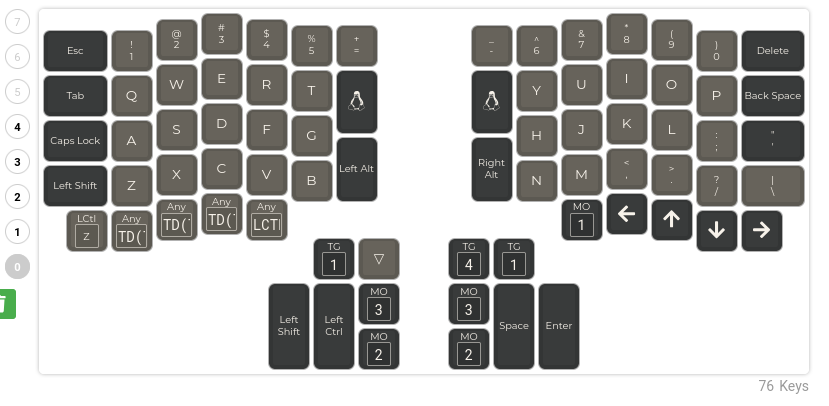 7
6
5
4
3
2
1
0
Esc
!
1
@
2
#
3
$
4
%
5
+
=
_
-
^
6
&
7
*
8
(
9
)
0
Delete
Tab
Q
W
E
R
T
Y
U
I
O
P
Back Space
Caps Lock
A
S
D
F
G
H
J
K
L
:
;
"
'
Left Shift
Z
X
C
V
B
Left Alt
Right
Alt
N
M
<
,
>
.
?
/
|
\
LCtl
Z
Any
TD(
Any
TD(
Any
TD(
Any
LCTL
MO
1
TG
1
▽
TG
4
TG
1
Left
Shift
Left
Ctrl
MO
3
MO
2
MO
3
MO
2
Space
Enter
76 Keys